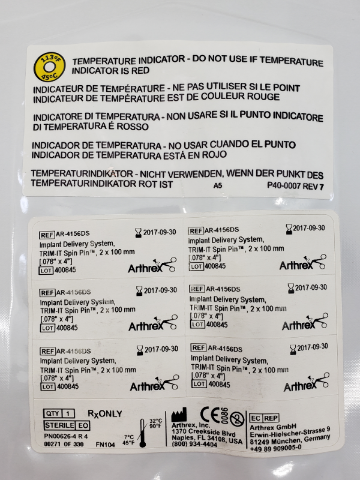 113°F
45°C
TEMPERATURE INDICATOR - DO NOT USE IF TEMPERATURE
INDICATOR IS RED
INDICATEUR DE TEMPÉRATURE - NE PAS UTILISER SI LE POINT
INDICATEUR DE TEMPÉRATURE EST DE COULEUR ROUGE
INDICATORE DI TEMPERATURA - NON USARE SI IL PUNTO INDICATORE
DI TEMPERATURA É ROSSO
INDICADOR DE TEMPERATURA - NO USAR CUANDO EL PUNTO
INDICADOR DE TEMPERATURA ESTÁ EN ROJO
TEMPERATURINDIKATOR - NICHT VERWENDEN, WENN DER PUNKT DES
TEMPERATURINDIKATOR ROT IST A5 P40-0007 REV 7
REF AR-4156DS 2017-09-30
Implant Delivery System,
TRIM-IT Spin Pin™, 2 x 100 mm
[.078" x 4"]
LOT 400845 Arthrex
REF AR-4156DS 2017-09-30
Implant Delivery System,
TRIM-IT Spin Pin™, 2 x 100 mm
[.078" x 4"]
LOT 400845 Arthrex
REF AR-4156DS 2017-09-30
Implant Delivery System,
TRIM-IT Spin Pin™, 2 x 100 mm
[.078" x 4"]
LOT 400845 Arthrex
REF AR-4156DS 2017-09-30
Implant Delivery System,
TRIM-IT Spin Pin™, 2 x 100 mm
[.078" x 4"]
LOT 400845 Arthrex
REF AR-4156DS 2017-09-30
Implant Delivery System,
TRIM-IT Spin Pin™, 2 x 100 mm
[.078" x 4"]
LOT 400845 Arthrex
REF AR-4156DS 2017-09-30
Implant Delivery System,
TRIM-IT Spin Pin™, 2 x 100 mm
[.078" x 4"]
LOT 400845 Arthrex
QTY 1 RxONLY
STERILE EO
PN00626-4 R 4
00271 OF 330 FN104
7°C
45°F
32°C
90°F
Arthrex, Inc.
1370 Creekside Blvd
Naples, FL 34108, USA
(800) 934-4404
CE 0086
EC REP
Arthrex GmbH
Erwin-Hielscher-Strasse 9
81249 München, Germany
+49 89 909005-0